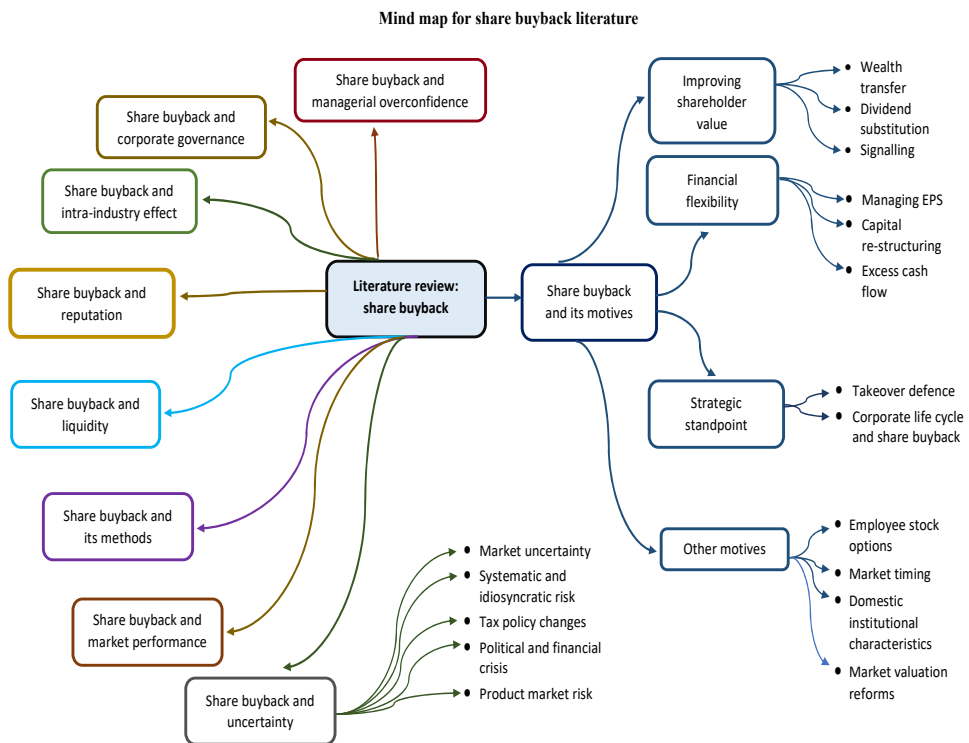 Mind map for share buyback literature
Share buyback and
managerial overconfidence
Share buyback and
corporate governance
Share buyback and
intra-industry effect
Share buyback and
reputation
Share buyback and
liquidity
Share buyback and
its methods
Share buyback and
market performance
Share buyback and
uncertainty
Market uncertainty
Systematic and
idiosyncratic risk
Tax policy changes
Political and financial
crisis
Product market risk
Literature review:
share buyback
Share buyback
and its motives
Improving
shareholder
value
Wealth
transfer
Dividend
substitution
Signalling
Financial
flexibility
Managing EPS
Capital
re-structuring
Excess cash
flow
Strategic
standpoint
Takeover defence
Corporate life cycle
and share buyback
Other motives
Employee stock
options
Market timing
Domestic
institutional
characteristics
Market valuation
reforms